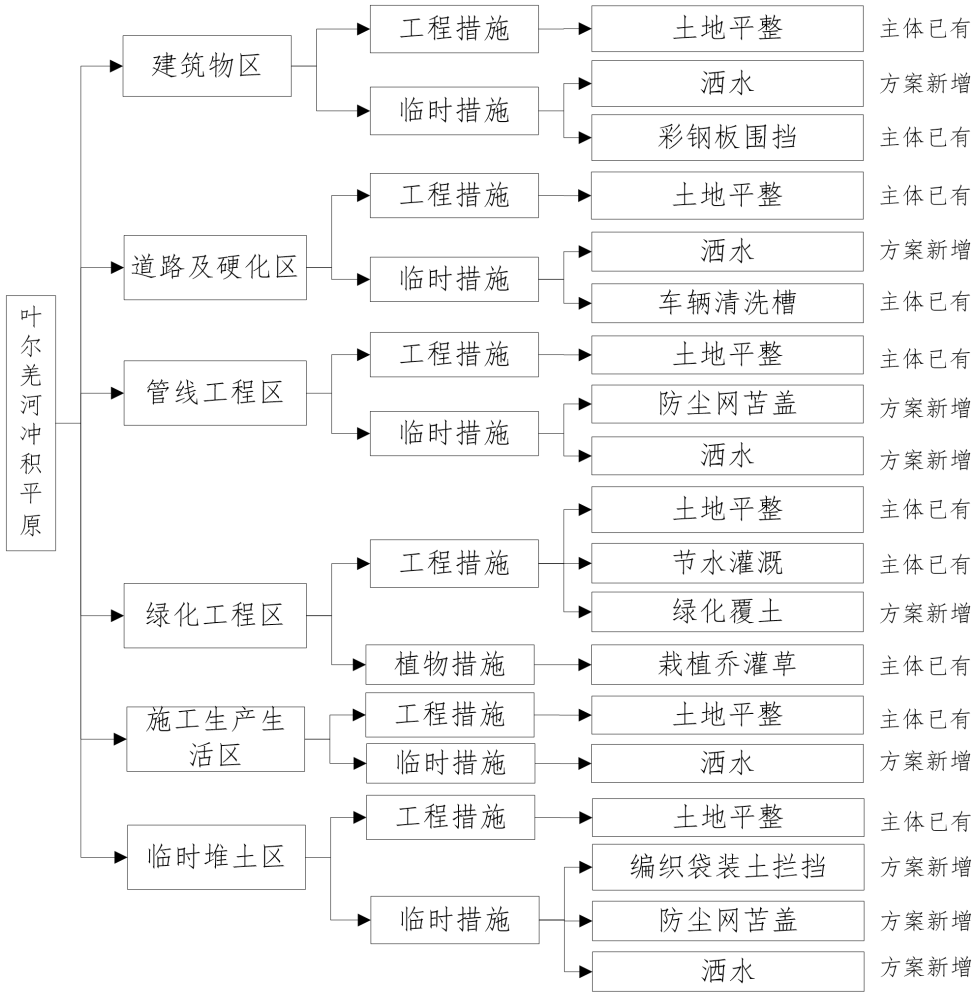 叶尔羌河冲积平原
建筑物区
工程措施
土地平整 主体已有
临时措施
洒水 方案新增
彩钢板围挡 主体已有
道路及硬化区
工程措施
土地平整 主体已有
临时措施
洒水 方案新增
车辆清洗槽 主体已有
管线工程区
工程措施
土地平整 主体已有
临时措施
防尘网苫盖 方案新增
洒水 方案新增
绿化工程区
工程措施
土地平整 主体已有
节水灌溉 主体已有
绿化覆土 方案新增
植物措施
栽植乔灌草 主体已有
施工生产生
活区
工程措施
土地平整 主体已有
临时措施
洒水 方案新增
临时堆土区
工程措施
土地平整 主体已有
临时措施
编织袋装土拦挡 方案新增
防尘网苫盖 方案新增
洒水 方案新增